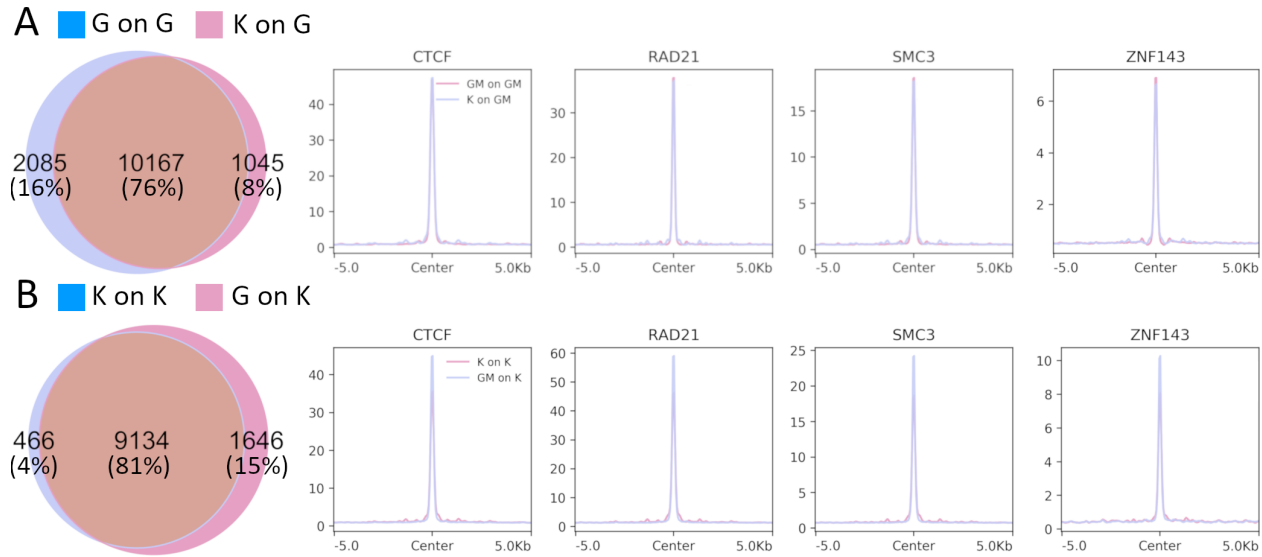 A
G on G
K on G
2085
(16%)
10167
(76%)
1045
(8%)
CTCF
GM on GM
K on GM
40
30
20
10
0
-5.0
Center
5.0Kb
RAD21
30
20
10
0
-5.0
Center
5.0Kb
SMC3
15
10
5
0
-5.0
Center
5.0Kb
ZNF143
6
4
2
-5.0
Center
5.0Kb
B
K on K
G on K
466
(4%)
9134
(81%)
1646
(15%)
CTCF
K on K
GM on K
40
30
20
10
0
-5.0
Center
5.0Kb
RAD21
60
50
40
30
20
10
0
-5.0
Center
5.0Kb
SMC3
25
20
15
10
5
0
-5.0
Center
5.0Kb
ZNF143
10
8
6
4
2
0
-5.0
Center
5.0Kb